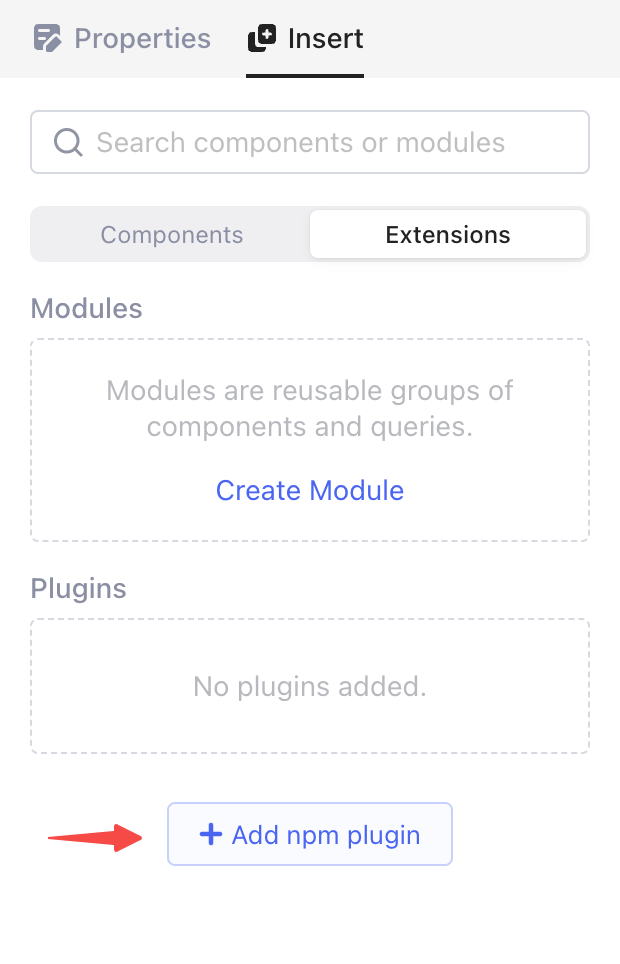 Properties
Insert
Search components or modules
Components
Extensions
Modules
Modules are reusable groups of
components and queries.
Create Module
Plugins
No plugins added.
Add npm plugin